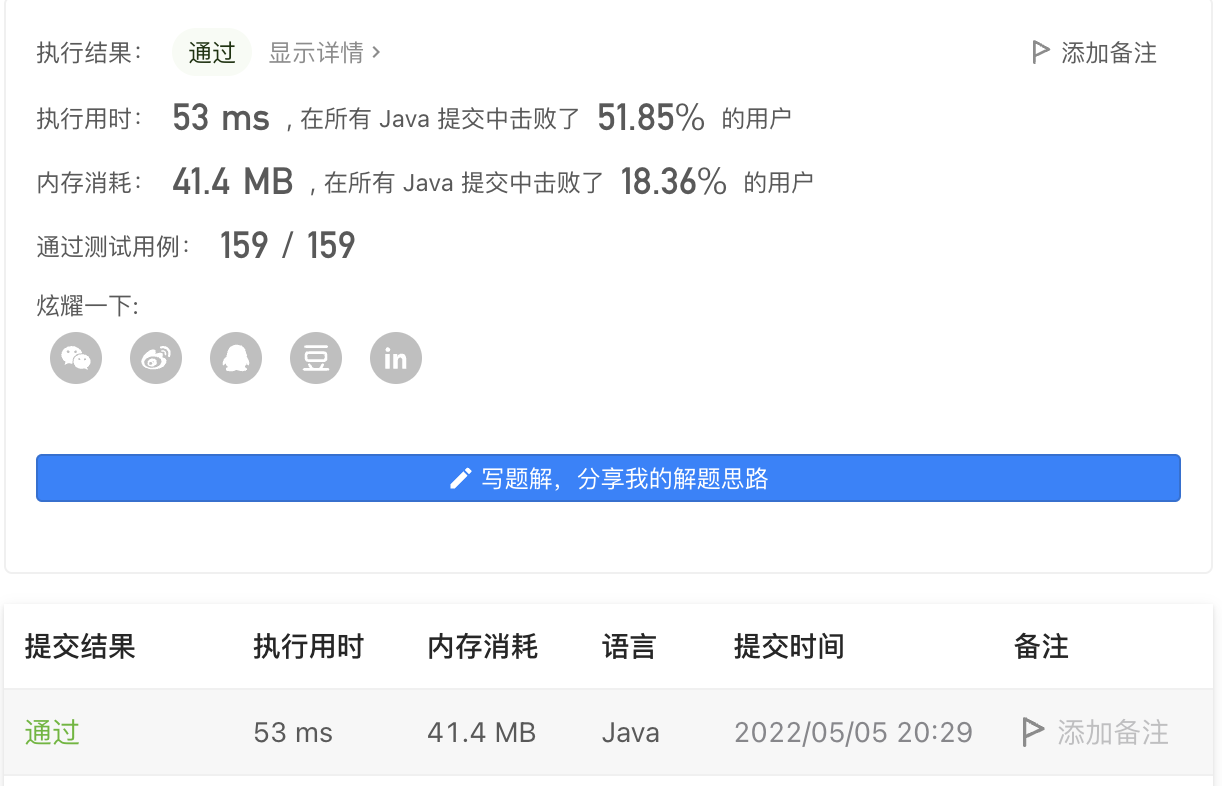 执行结果： 通过 显示详情 > 添加备注
执行用时： 53 ms , 在所有 Java 提交中击败了 51.85% 的用户
内存消耗： 41.4 MB , 在所有 Java 提交中击败了 18.36% 的用户
通过测试用例： 159 / 159
炫耀一下:
豆 in
写题解，分享我的解题思路
提交结果 执行用时 内存消耗 语言 提交时间 备注
通过 53 ms 41.4 MB Java 2022/05/05 20:29 添加备注